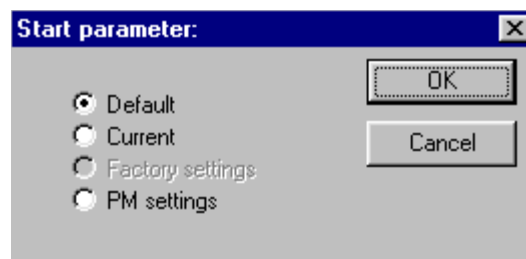 Start parameter:
Default
Current
Factory settings
PM settings
OK
Cancel